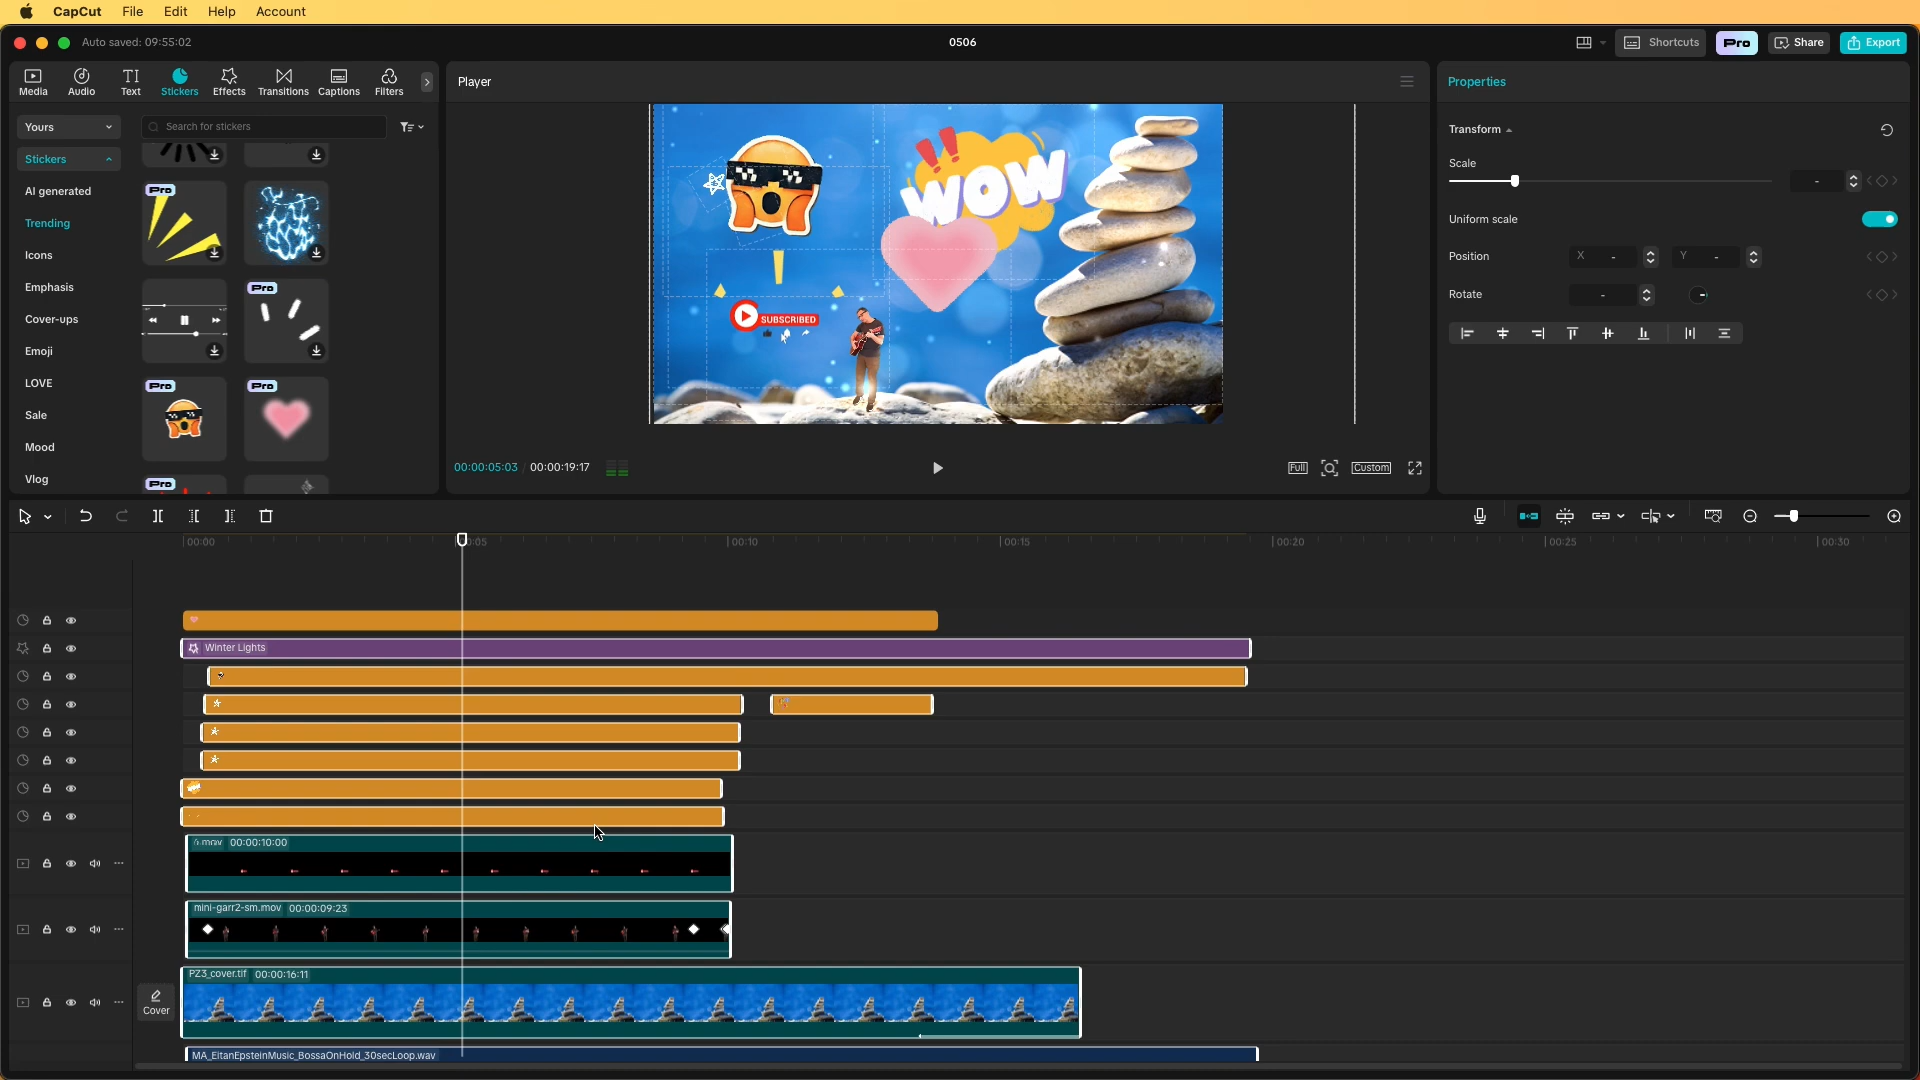 CapCut File Edit Help Account
Auto saved: 09:55:02
0506
Shortcuts
Pro
Share
Export
Media
Audio
TI
Text
Stickers
Effects
Transitions
Captions
Filters
Player
Properties
Yours
Search for stickers
Stickers
AI generated
Trending
Icons
Emphasis
Cover-ups
Emoji
LOVE
Sale
Mood
Vlog
Pro
Pro
Pro
Pro
Pro
WOW
SUBSCRIBED
Transform
Scale
-
Uniform scale
Position X - Y -
Rotate -
00:00:05:03 / 00:00:19:17
Full
Custom
00:00
0:05
00:10
00:15
00:20
00:25
00:30
Winter Lights
.mov 00:00:10:00
mini-garr2-sm.mov 00:00:09:23
PZ3_cover.tif 00:00:16:11
Cover
MA_EitanEpsteinMusic_BossaOnHold_30secLoop.wav